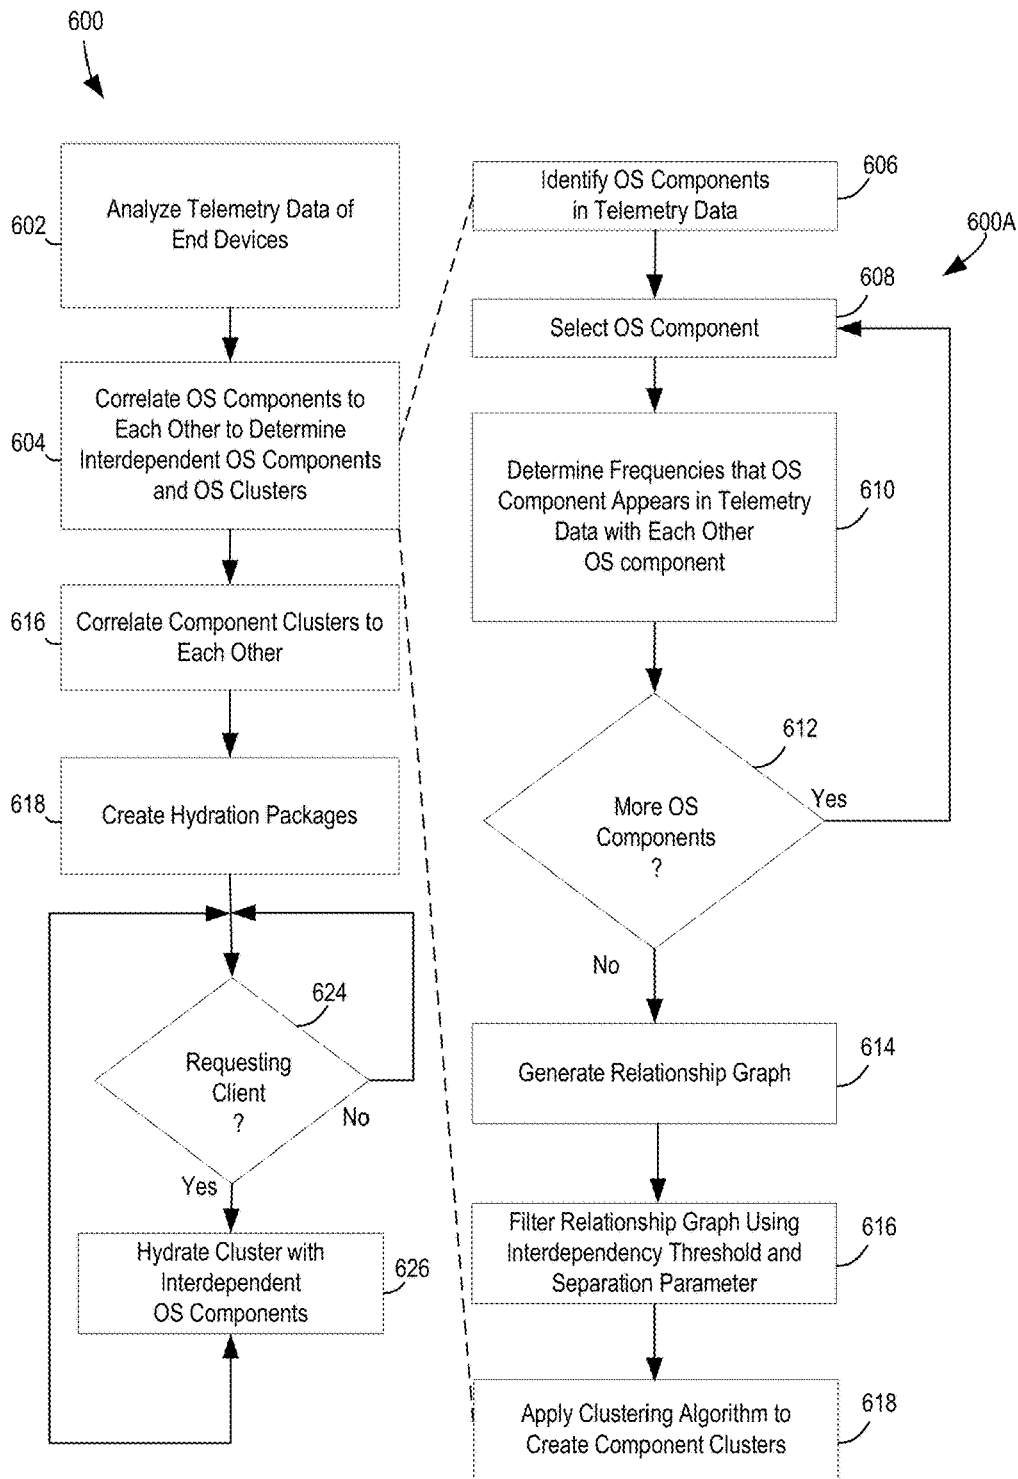 600
602
Analyze Telemetry Data of
End Devices
604
Correlate OS Components to
Each Other to Determine
Interdependent OS Components
and OS Clusters
616
Correlate Component Clusters to
Each Other
618
Create Hydration Packages
624
Requesting
Client
?
No
Yes
Hydrate Cluster with
Interdependent
OS Components
626
600A
Identify OS Components
in Telemetry Data
606
608
Select OS Component
Determine Frequencies that OS
Component Appears in Telemetry
Data with Each Other
OS component
610
612
More OS
Components
?
Yes
No
Generate Relationship Graph
614
Filter Relationship Graph Using
Interdependency Threshold and
Separation Parameter
616
Apply Clustering Algorithm to
Create Component Clusters
618